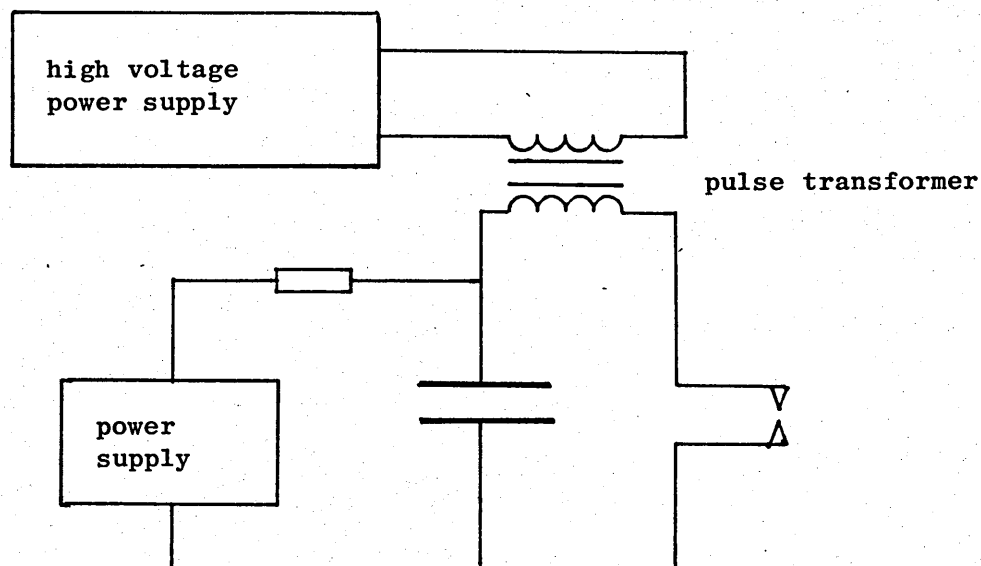 high voltage
power supply
pulse transformer
power
supply